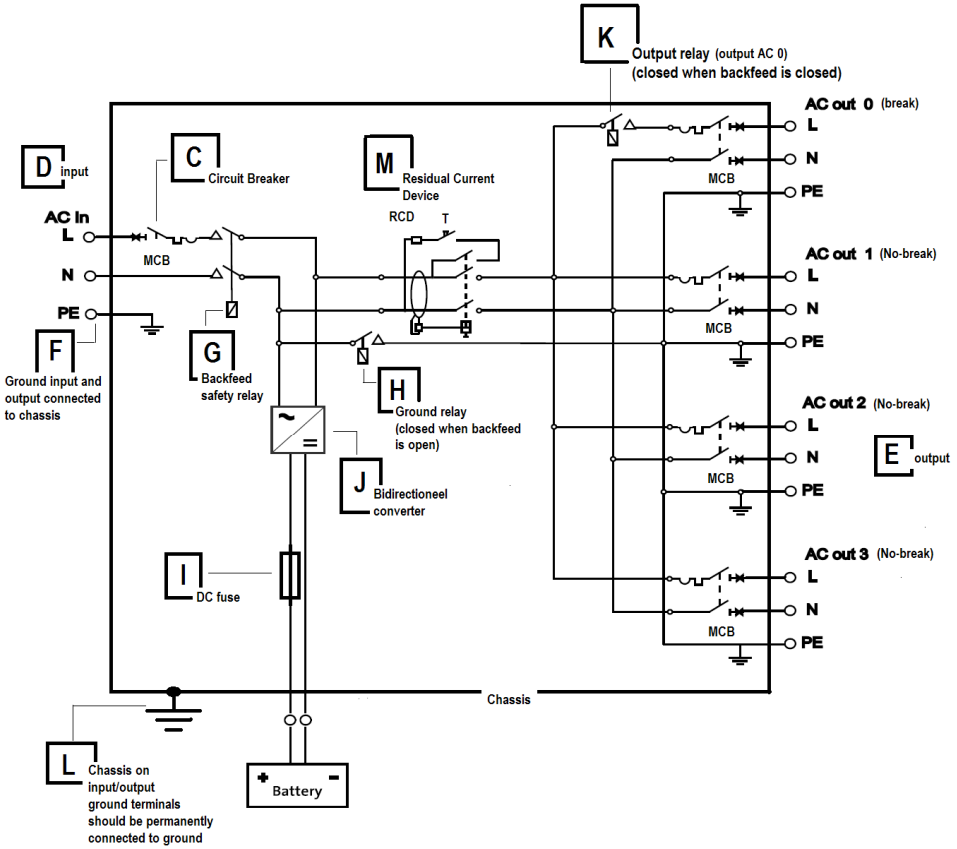 K
Output relay (output AC 0)
(closed when backfeed is closed)
AC out 0 (break)
L
N
PE
MCB
D
input
C
Circuit Breaker
M
Residual Current
Device
RCD
T
AC in
L
N
PE
MCB
AC out 1 (No-break)
L
N
PE
MCB
F
Ground input and
output connected
to chassis
G
Backfeed
safety relay
H
Ground relay
(closed when backfeed
is open)
J
Bidirectioneel
converter
AC out 2 (No-break)
L
N
PE
MCB
E
output
I
DC fuse
AC out 3 (No-break)
L
N
PE
MCB
Chassis
L
Chassis on
input/output
ground terminals
should be permanently
connected to ground
+ −
Battery